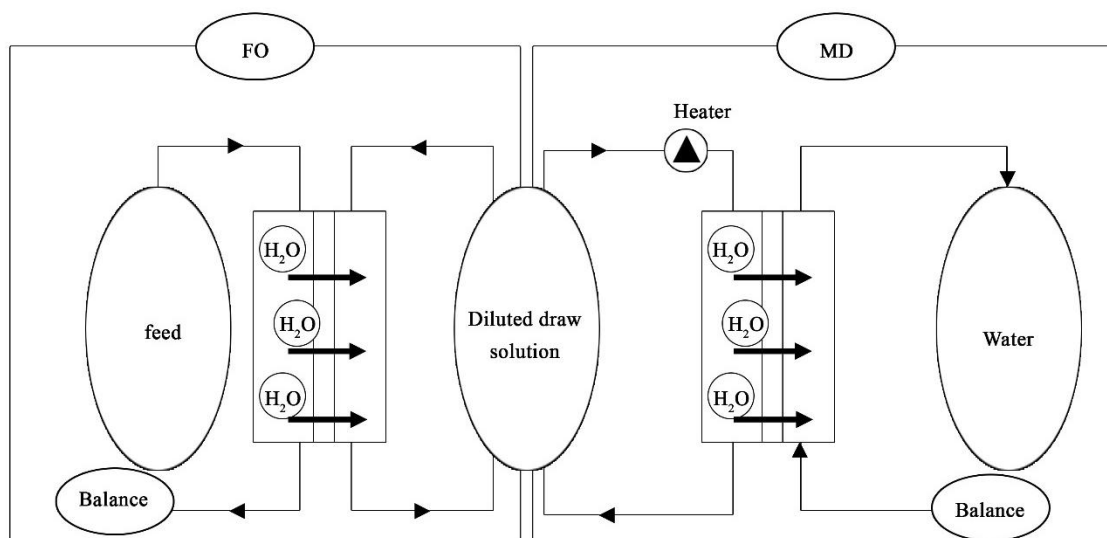 FO
MD
Heater
H₂O
H₂O
H₂O
H₂O
H₂O
H₂O
feed
Diluted draw
solution
Water
Balance
Balance